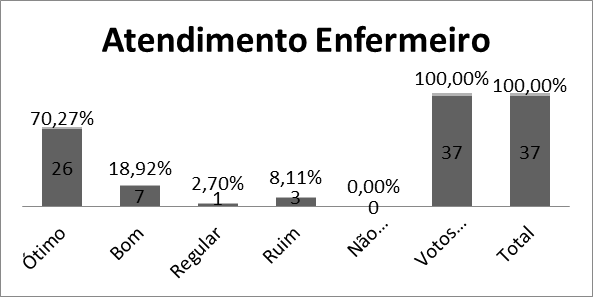 Atendimento Enfermeiro
70,27%
18,92%
2,70%
8,11%
0,00%
100,00%
100,00%
26
7
1
3
0
37
37
Ótimo
Bom
Regular
Ruim
Não...
Votos...
Total